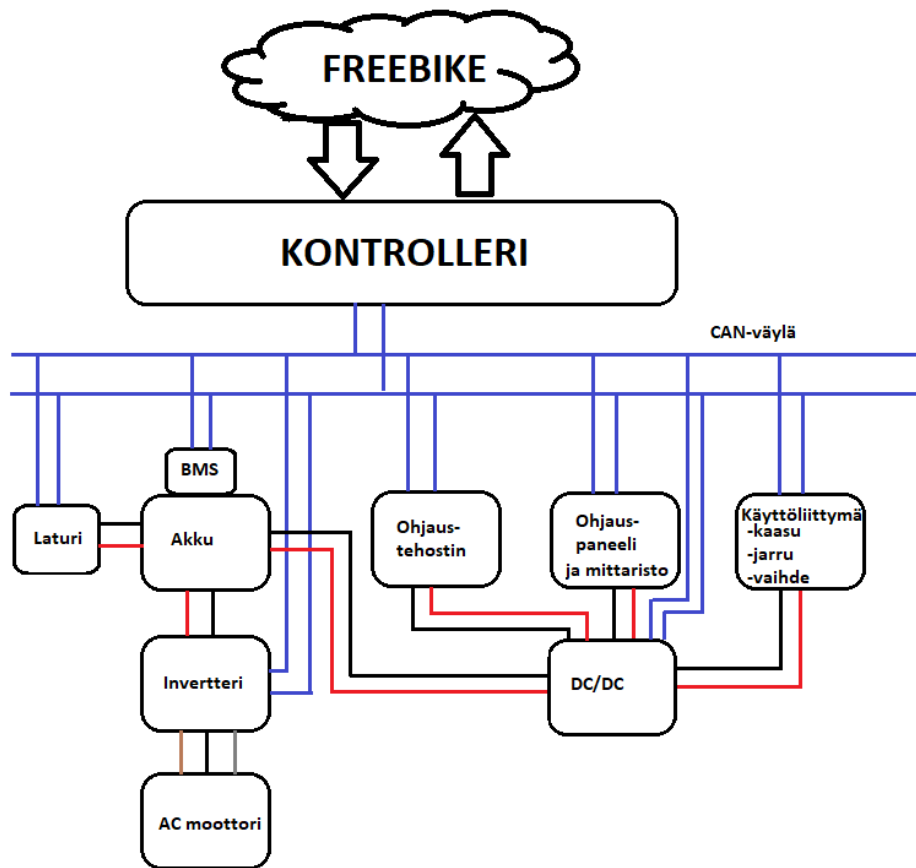 FREEBIKE
KONTROLLERI
CAN-väylä
BMS
Laturi
Akku
Ohjaus-
tehostin
Ohjaus-
paneeli
ja mittaristo
Käyttöliittymä
-kaasu
-jarru
-vaihde
Invertteri
DC/DC
AC moottori